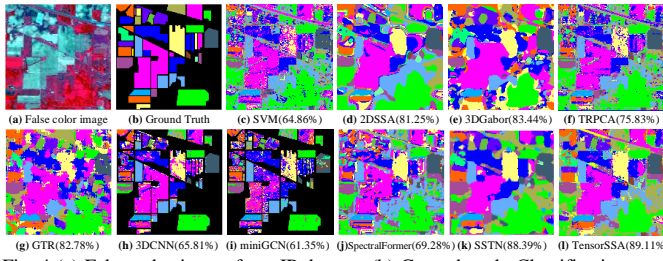 (a) False color image (b) Ground Truth (c) SVM(64.86%) (d) 2DSSA(81.25%) (e) 3DGabor(83.44%) (f) TRPCA(75.83%)
(g) GTR(82.78%) (h) 3DCNN(65.81%) (i) miniGCN(61.35%) (j)SpectralFormer(69.28%) (k) SSTN(88.39%) (l) TensorSSA(89.11%